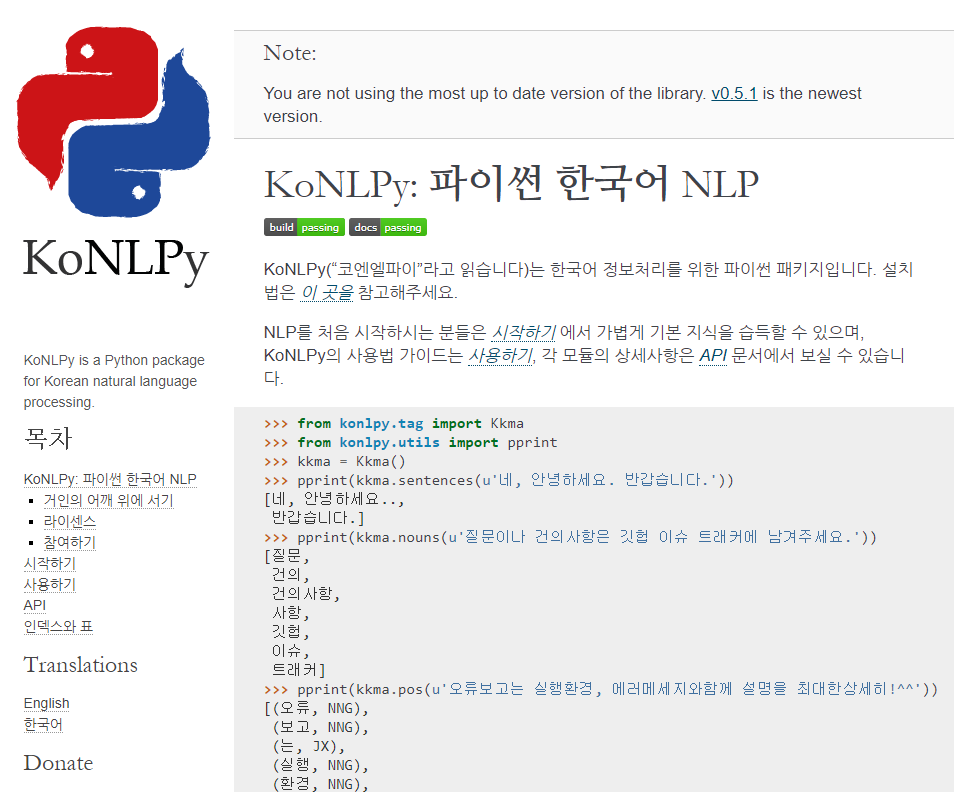 KoNLPy
KoNLPy is a Python package
for Korean natural language
processing.
목차
KoNLPy: 파이썬 한국어 NLP
거인의 어깨 위에 서기
라이센스
참여하기
시작하기
사용하기
API
인덱스와 표
Translations
English
한국어
Donate
Note:
You are not using the most up to date version of the library. v0.5.1 is the newest
version.
KoNLPy: 파이썬 한국어 NLP
build passing docs passing
KoNLPy(“코엔엘파이”라고 읽습니다)는 한국어 정보처리를 위한 파이썬 패키지입니다. 설치
법은 이 곳을 참고해주세요.
NLP를 처음 시작하시는 분들은 시작하기 에서 가볍게 기본 지식을 습득할 수 있으며,
KoNLPy의 사용법 가이드는 사용하기, 각 모듈의 상세사항은 API 문서에서 보실 수 있습니
다.
>>> from konlpy.tag import Kkma
>>> from konlpy.utils import pprint
>>> kkma = Kkma()
>>> pprint(kkma.sentences(u'네, 안녕하세요. 반갑습니다.'))
[네, 안녕하세요..,
반갑습니다.]
>>> pprint(kkma.nouns(u'질문이나 건의사항은 깃헙 이슈 트래커에 남겨주세요.'))
[질문,
건의,
건의사항,
사항,
깃헙,
이슈,
트래커]
>>> pprint(kkma.pos(u'오류보고는 실행환경, 에러메세지와함께 설명을 최대한상세히!^^'))
[(오류, NNG),
(보고, NNG),
(는, JX),
(실행, NNG),
(환경, NNG),